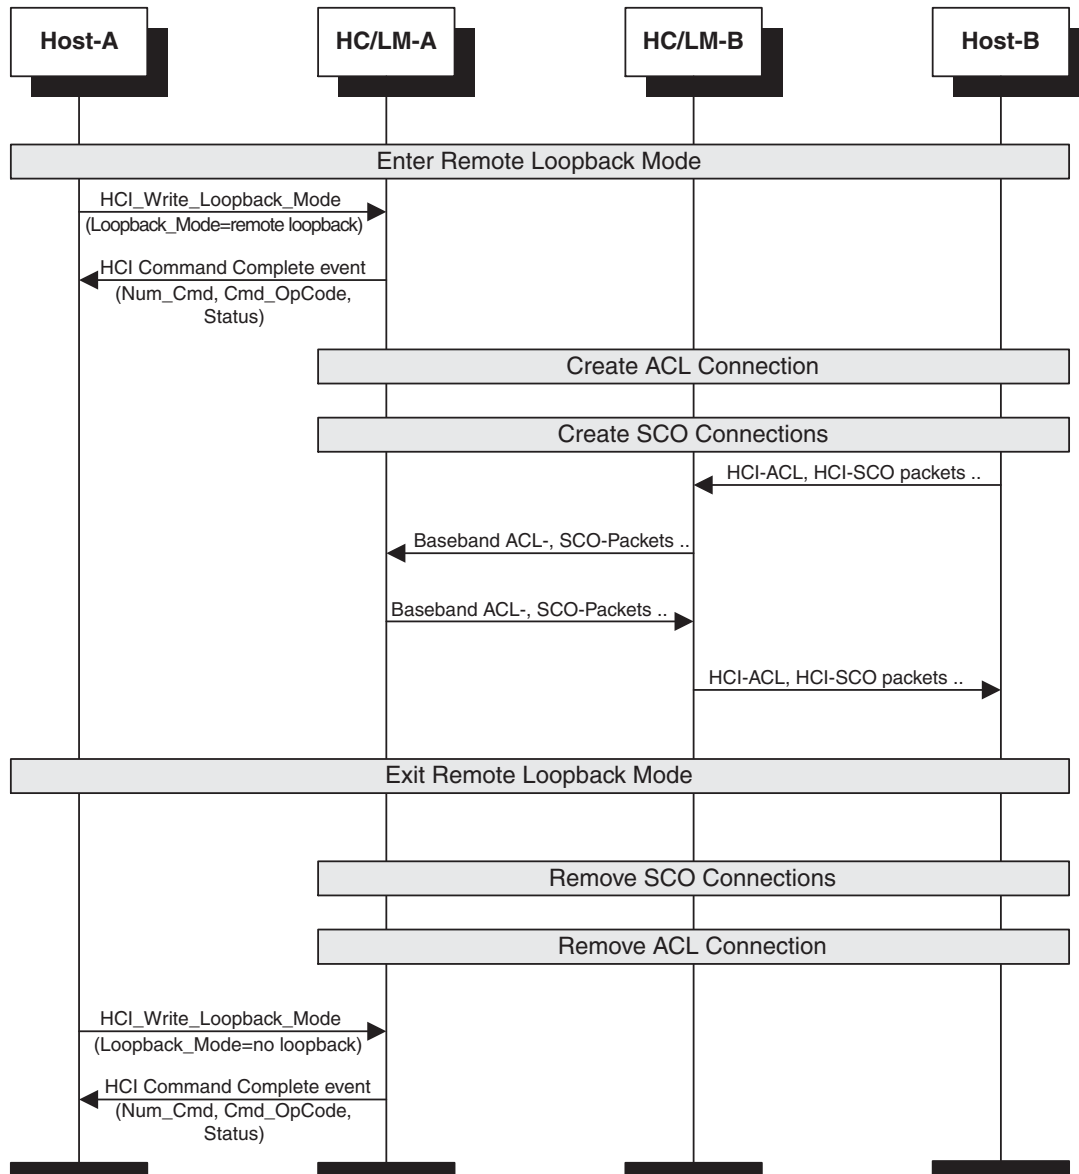 Host-A
HC/LM-A
HC/LM-B
Host-B
Enter Remote Loopback Mode
HCI_Write_Loopback_Mode
(Loopback_Mode=remote loopback)
HCI Command Complete event
(Num_Cmd, Cmd_OpCode,
Status)
Create ACL Connection
Create SCO Connections
HCI-ACL, HCI-SCO packets ..
Baseband ACL-, SCO-Packets ..
Baseband ACL-, SCO-Packets ..
HCI-ACL, HCI-SCO packets ..
Exit Remote Loopback Mode
Remove SCO Connections
Remove ACL Connection
HCI_Write_Loopback_Mode
(Loopback_Mode=no loopback)
HCI Command Complete event
(Num_Cmd, Cmd_OpCode,
Status)